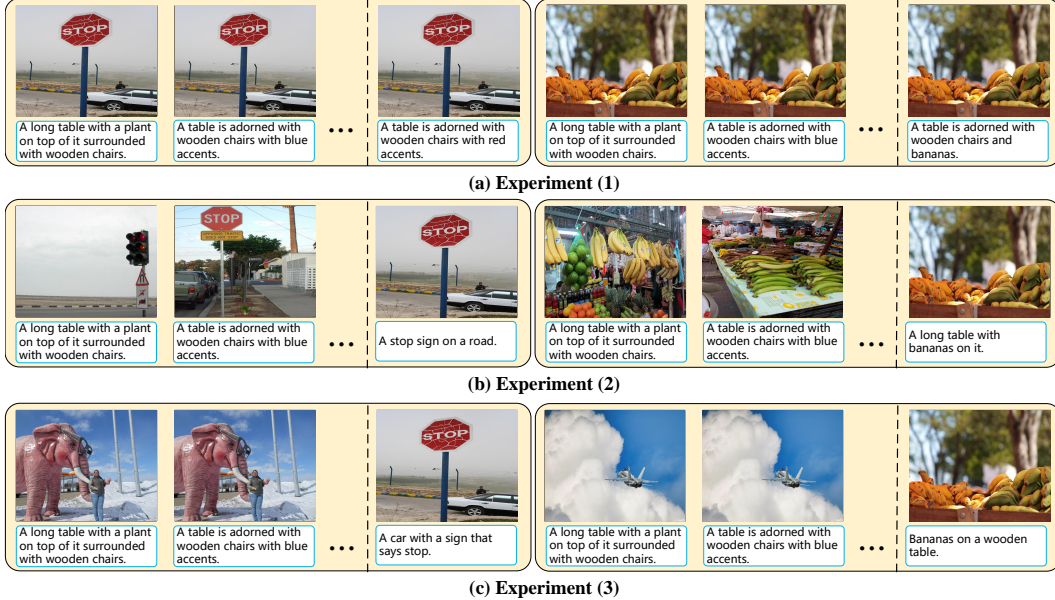 STOP
STOP
STOP
A long table with a plant
on top of it surrounded
with wooden chairs.
A table is adorned with
wooden chairs with blue
accents.
...
A table is adorned with
wooden chairs with red
accents.
A long table with a plant
on top of it surrounded
with wooden chairs.
A table is adorned with
wooden chairs with blue
accents.
...
A table is adorned with
wooden chairs and
bananas.
(a) Experiment (1)
STOP
STOP
A long table with a plant
on top of it surrounded
with wooden chairs.
A table is adorned with
wooden chairs with blue
accents.
...
A stop sign on a road.
A long table with a plant
on top of it surrounded
with wooden chairs.
A table is adorned with
wooden chairs with blue
accents.
...
A long table with
bananas on it.
(b) Experiment (2)
STOP
A long table with a plant
on top of it surrounded
with wooden chairs.
A table is adorned with
wooden chairs with blue
accents.
...
A car with a sign that
says stop.
A long table with a plant
on top of it surrounded
with wooden chairs.
A table is adorned with
wooden chairs with blue
accents.
...
Bananas on a wooden
table.
(c) Experiment (3)